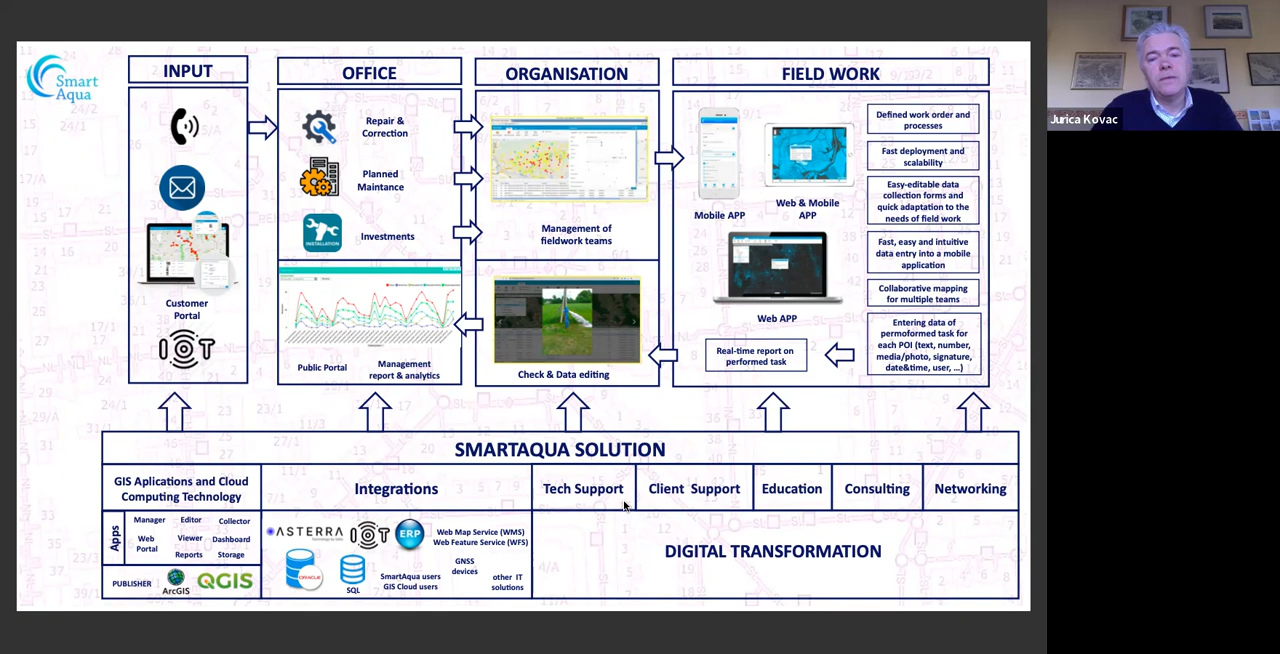 Smart
Aqua
INPUT
OFFICE
ORGANISATION
FIELD WORK
Customer
Portal
IOT
Repair &
Correction
Planned
Maintance
INSTALLATION
Investments
Public Portal
Management
report & analytics
Management of
fieldwork teams
Check & Data editing
Mobile APP
Web & Mobile
APP
Web APP
Real-time report on
performed task
Defined work order and
processes
Fast deployment and
scalability
Easy-editable data
collection forms and
quick adaptation to the
needs of field work
Fast, easy and intuitive
data entry into a mobile
application
Collaborative mapping
for multiple teams
Entering data of
permoformed task for
each POI (text, number,
media/photo, signature,
date&time, user, ...)
SMARTAQUA SOLUTION
GIS Aplications and Cloud
Computing Technology
Integrations
Tech Support
Client Support
Education
Consulting
Networking
Apps
Manager
Editor
Collector
Web
Portal
Viewer
Dashboard
Reports
Storage
PUBLISHER
ArcGIS
QGIS
ASTERRA
IOT
ERP
Web Map Service (WMS)
Web Feature Service (WFS)
ORACLE
SQL
SmartAqua users
GIS Cloud users
GNSS
devices
other IT
solutions
DIGITAL TRANSFORMATION
Jurica Kovac